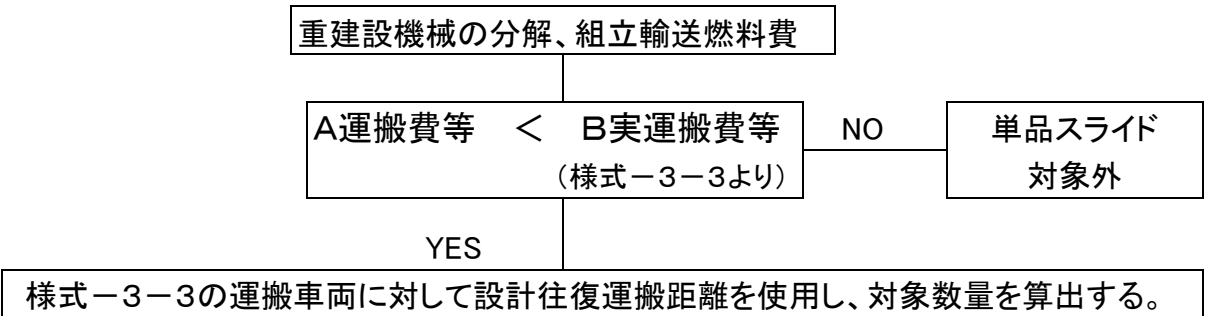 重建設機械の分解、組立輸送燃料費
A運搬費等　＜　B実運搬費等
（様式－3－3より）
NO
単品スライド
対象外
YES
様式－3－3の運搬車両に対して設計往復運搬距離を使用し、対象数量を算出する。